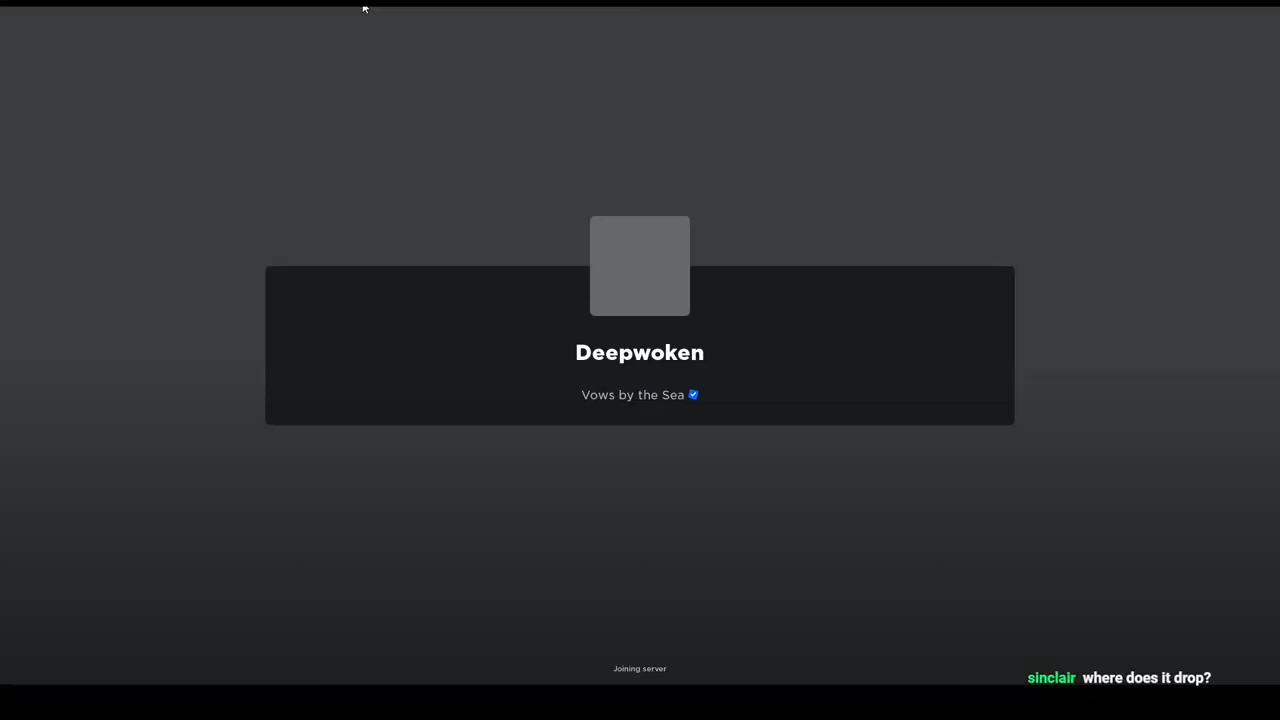 Deepwoken
Vows by the Sea
Joining server
sinclair where does it drop?